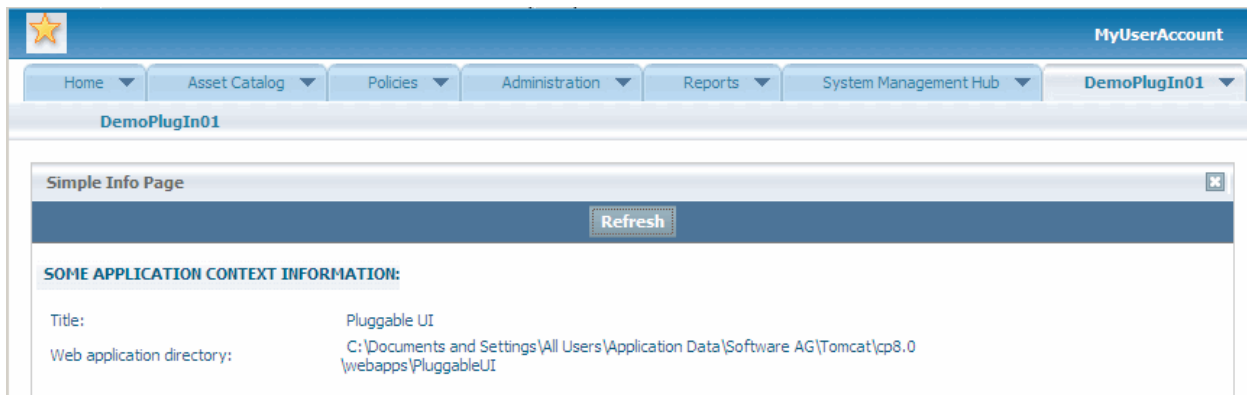 MyUserAccount
Home Asset Catalog Policies Administration Reports System Management Hub DemoPlugIn01
DemoPlugIn01
Simple Info Page
Refresh
SOME APPLICATION CONTEXT INFORMATION:
Title: Pluggable UI
Web application directory: C:\Documents and Settings\All Users\Application Data\Software AG\Tomcat\cp8.0
\webapps\PluggableUI